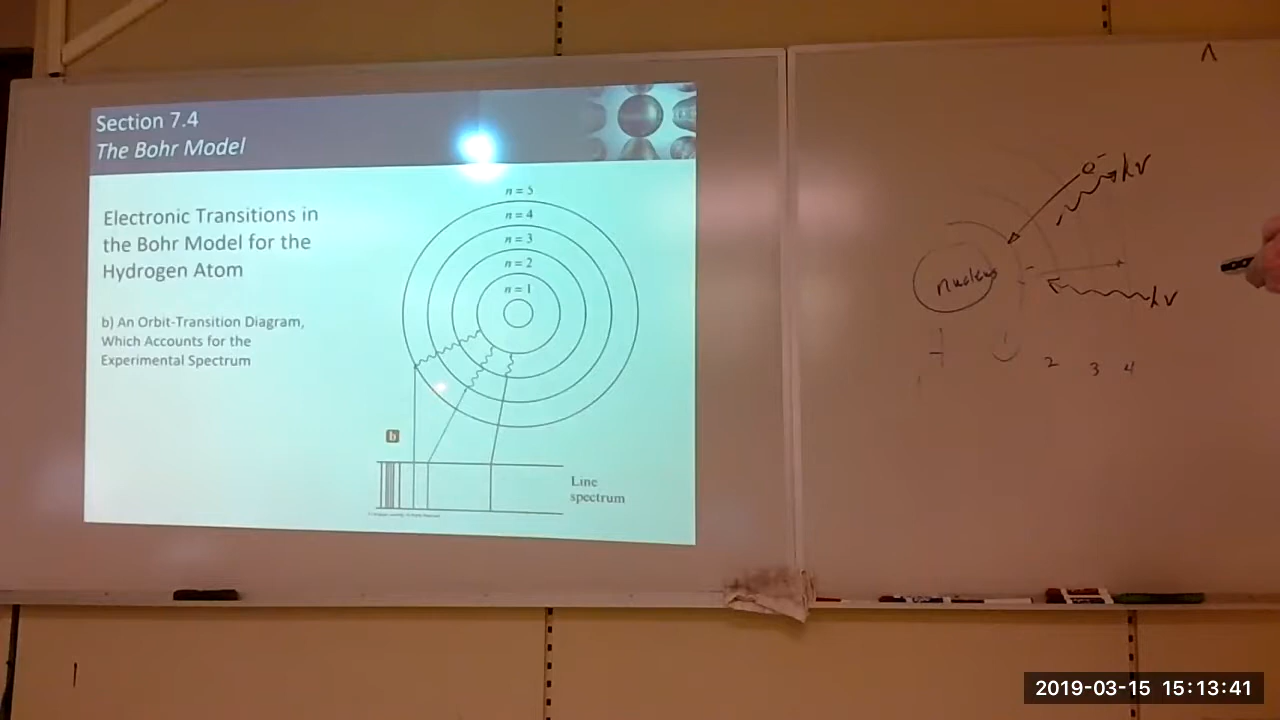 Section 7.4
The Bohr Model
Electronic Transitions in
the Bohr Model for the
Hydrogen Atom
b) An Orbit-Transition Diagram,
Which Accounts for the
Experimental Spectrum
n = 5
n = 4
n = 3
n = 2
n = 1
b
Line
spectrum
e⁻
hν
nucleus
hν
2 3 4
2019-03-15 15:13:41